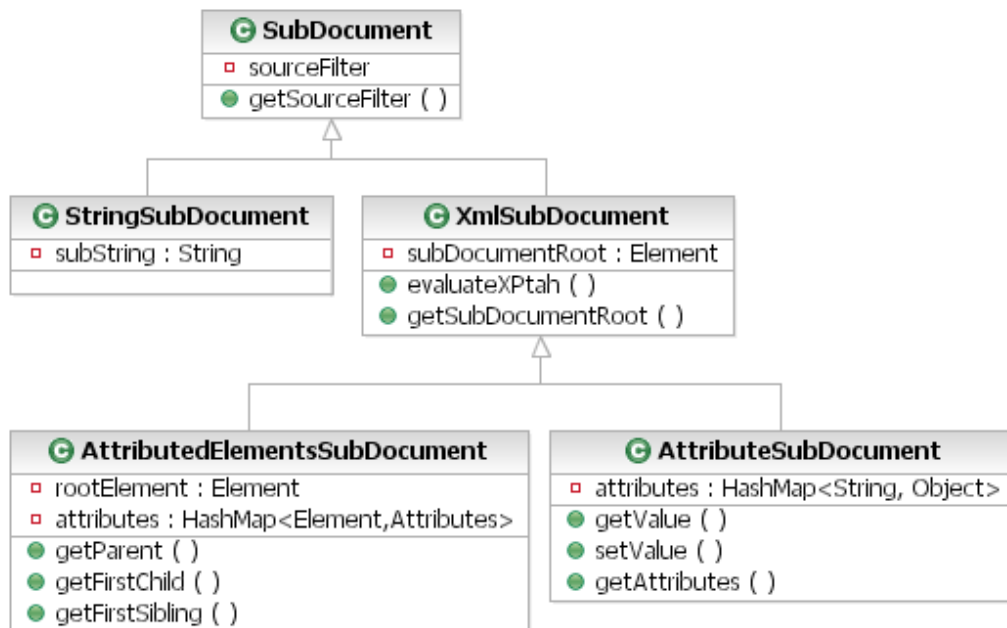 C SubDocument
sourceFilter
getSourceFilter ( )
C StringSubDocument
subString : String
C XmlSubDocument
subDocumentRoot : Element
evaluateXPtah ( )
getSubDocumentRoot ( )
C AttributedElementsSubDocument
rootElement : Element
attributes : HashMap<Element,Attributes>
getParent ( )
getFirstChild ( )
getFirstSibling ( )
C AttributeSubDocument
attributes : HashMap<String, Object>
getValue ( )
setValue ( )
getAttributes ( )